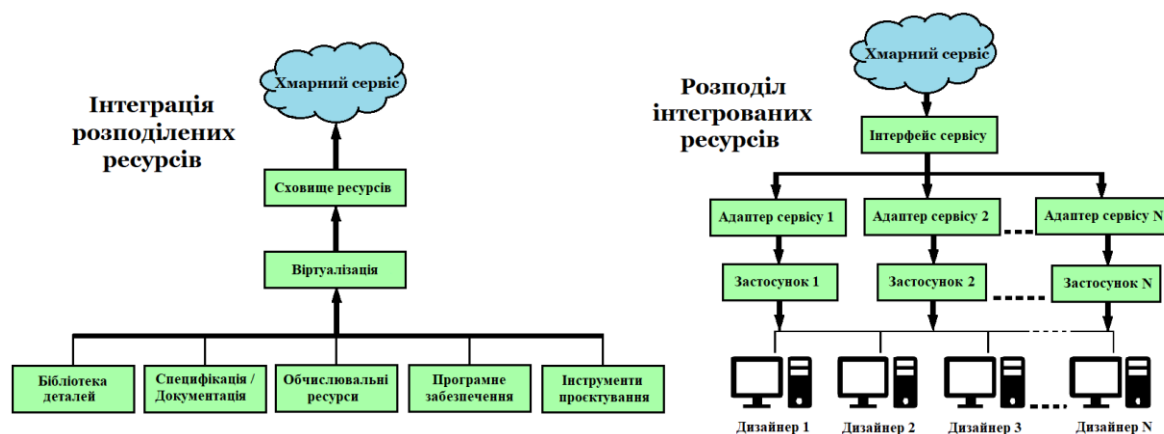 Хмарний сервіс
Інтеграція
розподілених
ресурсів
Сховище ресурсів
Віртуалізація
Бібліотека
деталей
Специфікація /
Документація
Обчислювальні
ресурси
Програмне
забезпечення
Інструменти
проєктування
Хмарний сервіс
Розподіл
інтегрованих
ресурсів
Інтерфейс сервісу
Адаптер сервісу 1
Адаптер сервісу 2
Адаптер сервісу N
Застосунок 1
Застосунок 2
Застосунок N
Дизайнер 1
Дизайнер 2
Дизайнер 3
Дизайнер N